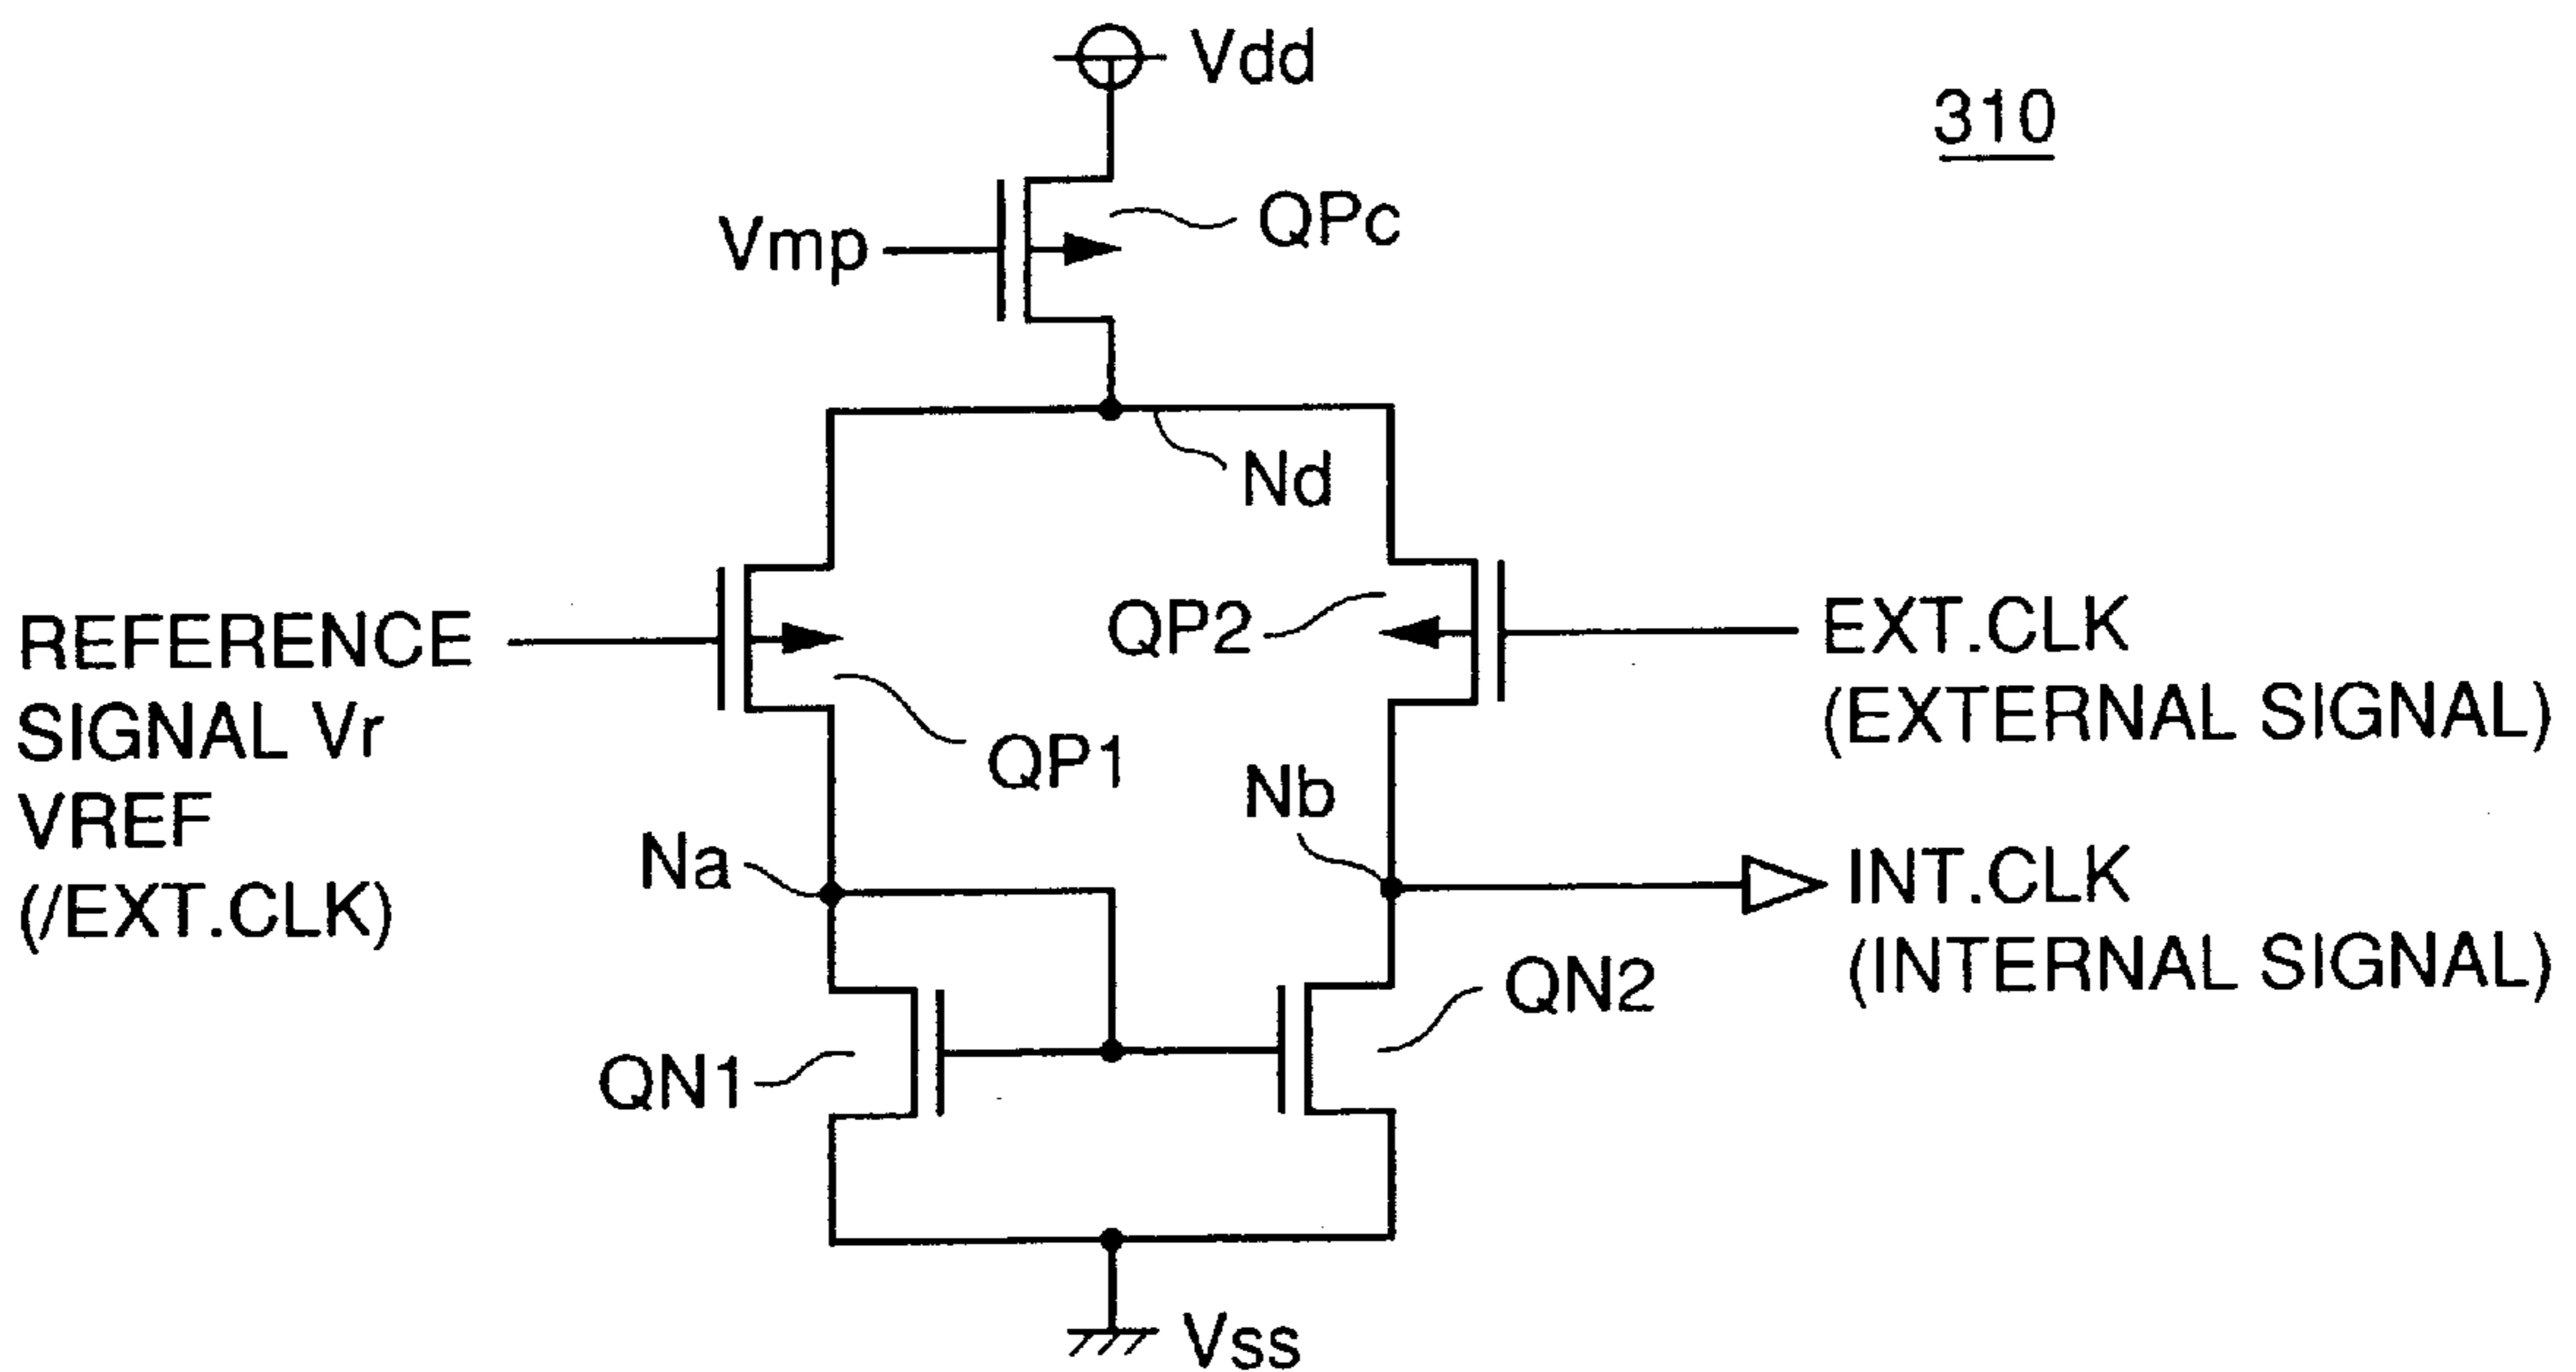 Vdd
310
QPc
Vmp
Nd
REFERENCE
SIGNAL Vr
VREF
(/EXT.CLK)
QP1
QP2
EXT.CLK
(EXTERNAL SIGNAL)
Nb
Na
INT.CLK
(INTERNAL SIGNAL)
QN1
QN2
Vss